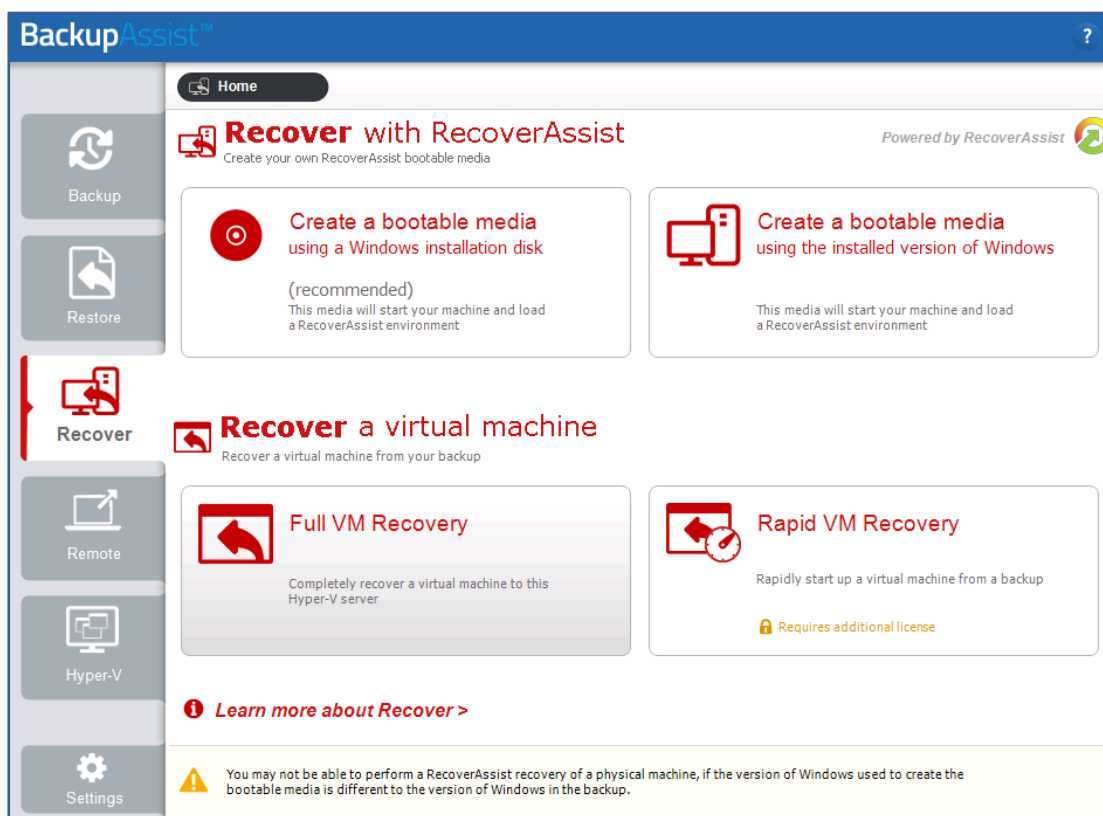 BackupAssist™
?
Home
Recover with RecoverAssist
Create your own RecoverAssist bootable media
Powered by RecoverAssist
Backup
Create a bootable media
using a Windows installation disk
(recommended)
This media will start your machine and load
a RecoverAssist environment
Create a bootable media
using the installed version of Windows
This media will start your machine and load
a RecoverAssist environment
Restore
Recover
Recover a virtual machine
Recover a virtual machine from your backup
Full VM Recovery
Completely recover a virtual machine to this
Hyper-V server
Rapid VM Recovery
Rapidly start up a virtual machine from a backup
Requires additional license
Remote
Hyper-V
Learn more about Recover >
Settings
You may not be able to perform a RecoverAssist recovery of a physical machine, if the version of Windows used to create the
bootable media is different to the version of Windows in the backup.